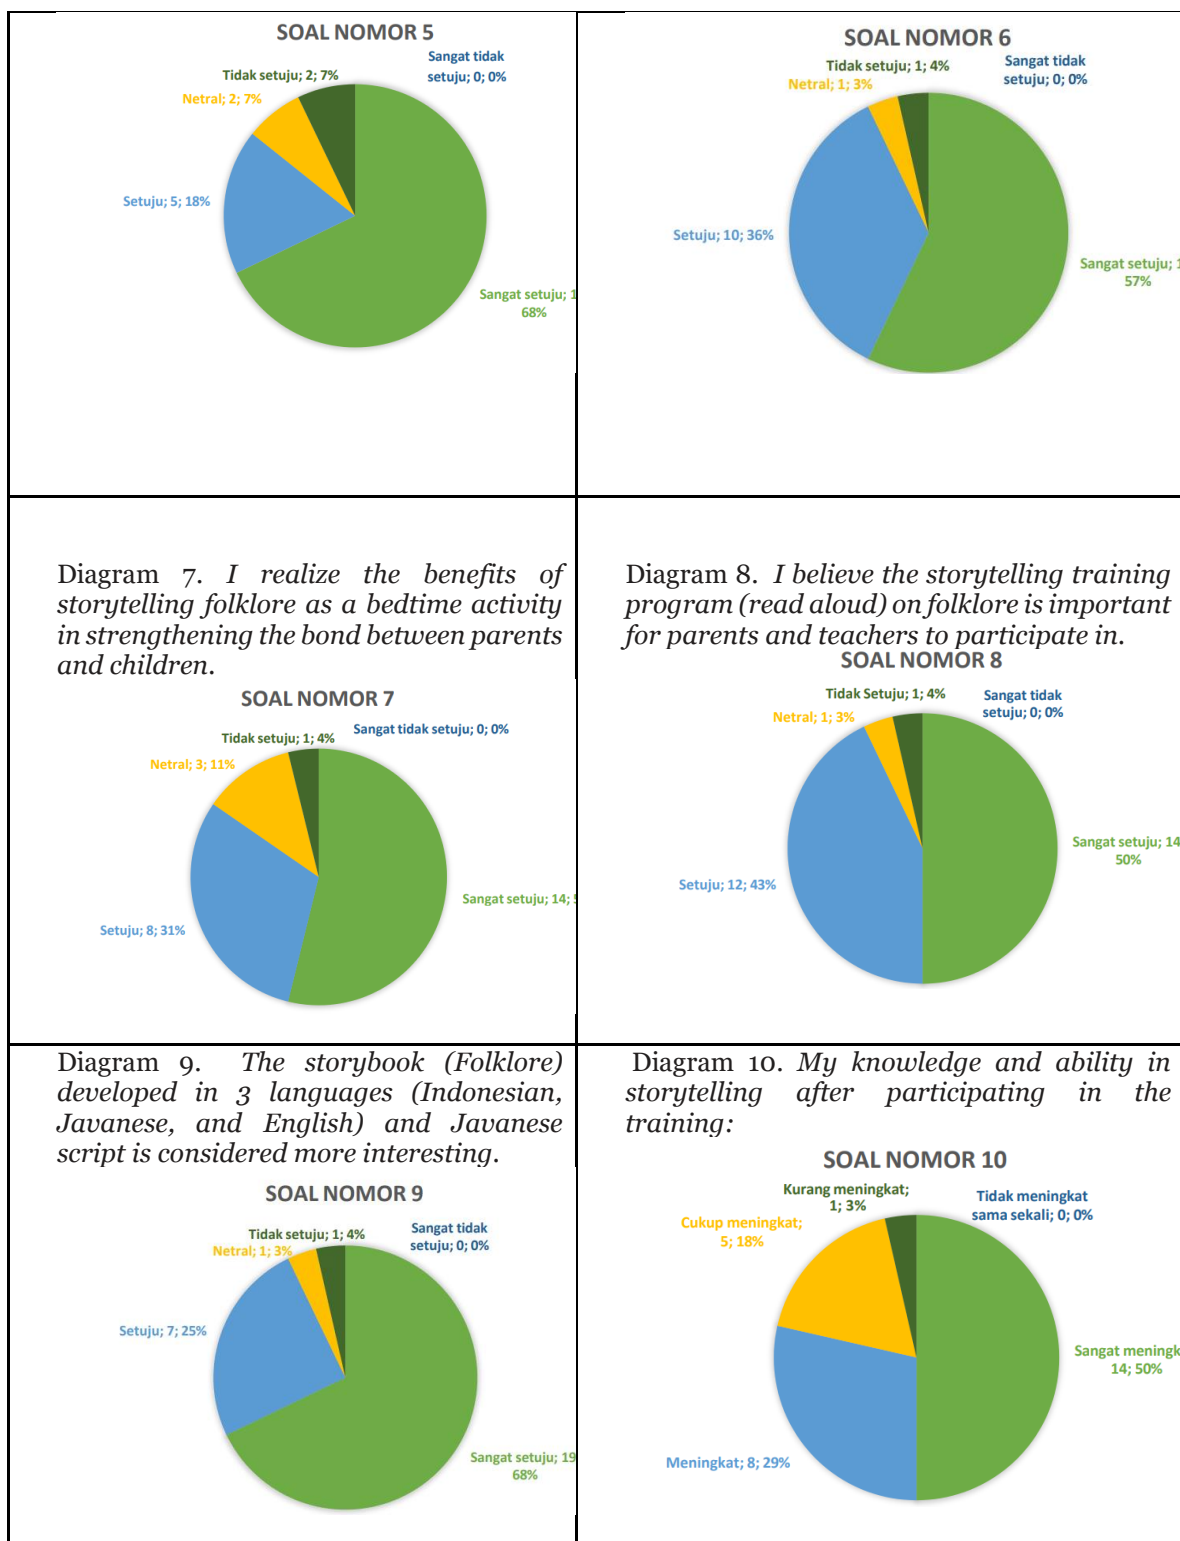 SOAL NOMOR 5
Sangat tidak
setuju; 0; 0%
Tidak setuju; 2; 7%
Netral; 2; 7%
Setuju; 5; 18%
Sangat setuju; 1
68%
SOAL NOMOR 6
Tidak setuju; 1; 4%
Sangat tidak
setuju; 0; 0%
Netral; 1; 3%
Setuju; 10; 36%
Sangat setuju; 1
57%
Diagram 7. I realize the benefits of
storytelling folklore as a bedtime activity
in strengthening the bond between parents
and children.
SOAL NOMOR 7
Tidak setuju; 1; 4%
Sangat tidak setuju; 0; 0%
Netral; 3; 11%
Setuju; 8; 31%
Sangat setuju; 14;
Diagram 8. I believe the storytelling training
program (read aloud) on folklore is important
for parents and teachers to participate in.
SOAL NOMOR 8
Tidak Setuju; 1; 4%
Sangat tidak
setuju; 0; 0%
Netral; 1; 3%
Setuju; 12; 43%
Sangat setuju; 14
50%
Diagram 9. The storybook (Folklore)
developed in 3 languages (Indonesian,
Javanese, and English) and Javanese
script is considered more interesting.
SOAL NOMOR 9
Sangat tidak
setuju; 0; 0%
Tidak setuju; 1; 4%
Netral; 1; 3%
Setuju; 7; 25%
Sangat setuju; 19
68%
Diagram 10. My knowledge and ability in
storytelling after participating in the
training:
SOAL NOMOR 10
Kurang meningkat;
1; 3%
Tidak meningkat
sama sekali; 0; 0%
Cukup meningkat;
5; 18%
Meningkat; 8; 29%
Sangat meningk
14; 50%